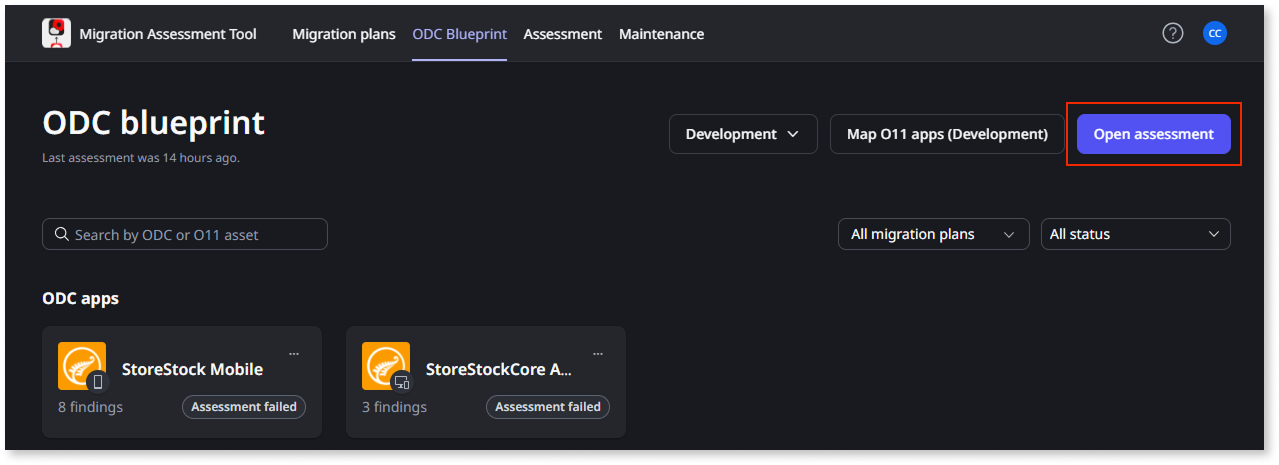 Migration Assessment Tool Migration plans ODC Blueprint Assessment Maintenance ? CC
ODC blueprint
Last assessment was 14 hours ago.
Development Map O11 apps (Development) Open assessment
Search by ODC or O11 asset All migration plans All status
ODC apps
... ...
StoreStock Mobile StoreStockCore A...
8 findings Assessment failed 3 findings Assessment failed